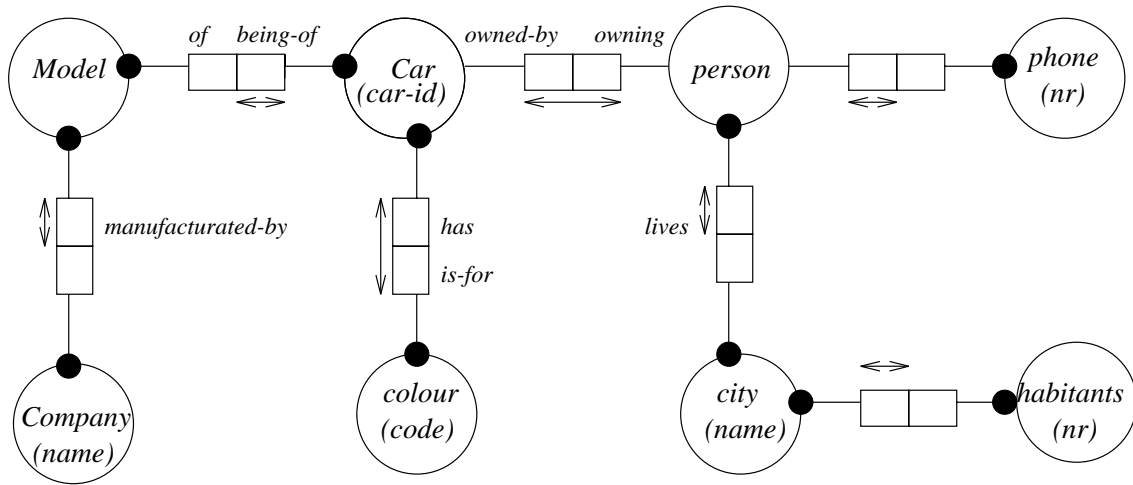 of being-of owned-by owning
Model Car person phone
(car-id) (nr)
manufacturated-by has lives
is-for
Company colour city habitants
(name) (code) (name) (nr)